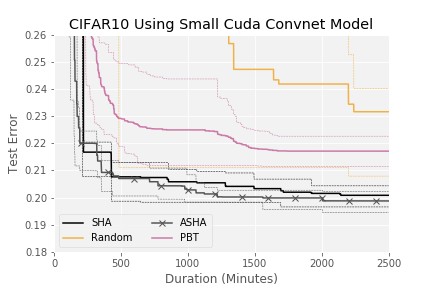 CIFAR10 Using Small Cuda Convnet Model
0.26
0.25
0.24
0.23
0.22
0.21
0.20
0.19
0.18
Test Error
SHA
Random
ASHA
PBT
0
500
1000
1500
2000
2500
Duration (Minutes)